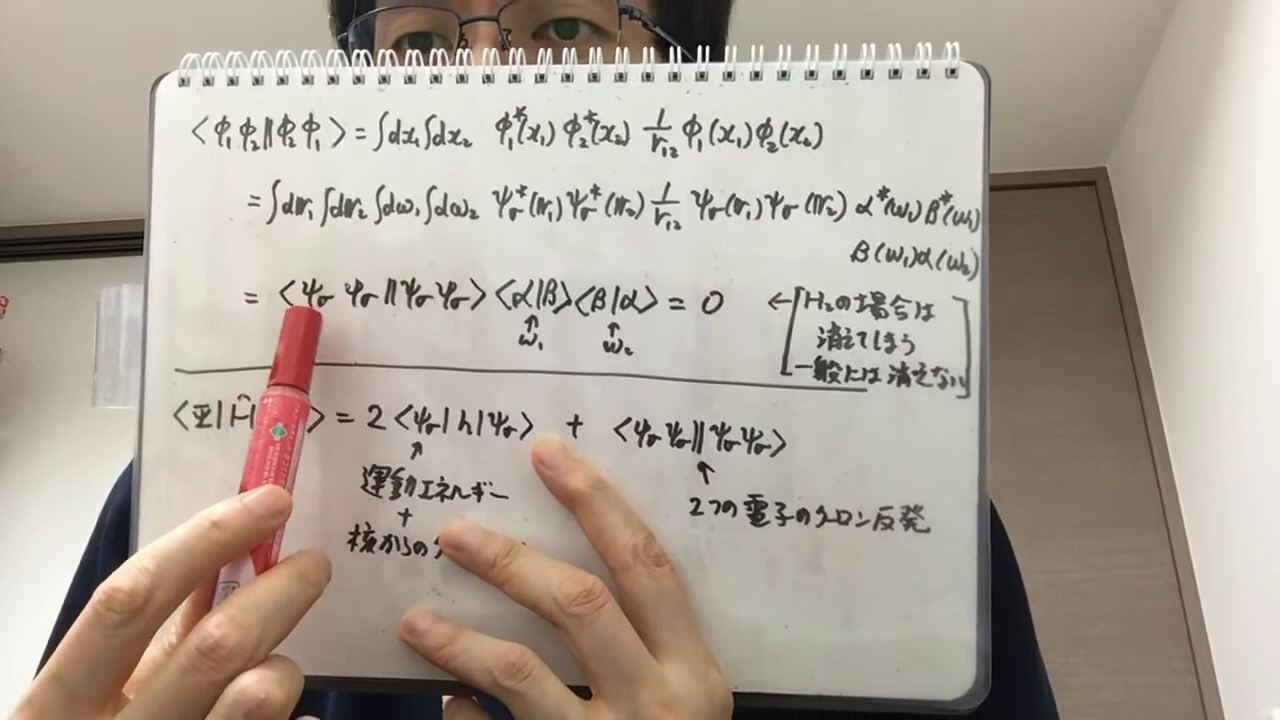 <φ₁φ₂||φ₂φ₁> = ∫dx₁∫dx₂ φ₁*(x₁) φ₂*(x₂) 1/r₁₂ φ₁(x₁)φ₂(x₂)
= ∫dr₁∫dr₂∫dω₁∫dω₂ ψσ*(r₁)ψσ*(r₂) 1/r₁₂ ψσ(r₁)ψσ(r₂) α*(ω₁)β*(ω₂)
β(ω₁)α(ω₂)
= <ψσ ψσ||ψσ ψσ><α|β><β|α> = 0 ←[H₂の場合は
↑ ↑ 消えてしまう
ω₁ ω₂ 一般には消えない]
<Φ|Ĥ| > = 2<ψσ|h|ψσ> + <ψσψσ||ψσψσ>
↑ ↑
運動エネルギー 2つの電子のクーロン反発
+
核からのク